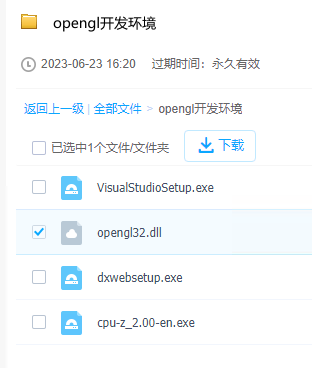 opengl开发环境
2023-06-23 16:20 过期时间：永久有效
返回上一级 | 全部文件 > opengl开发环境
已选中1个文件/文件夹 下载
VisualStudioSetup.exe
opengl32.dll
dxwebsetup.exe
cpu-z_2.00-en.exe